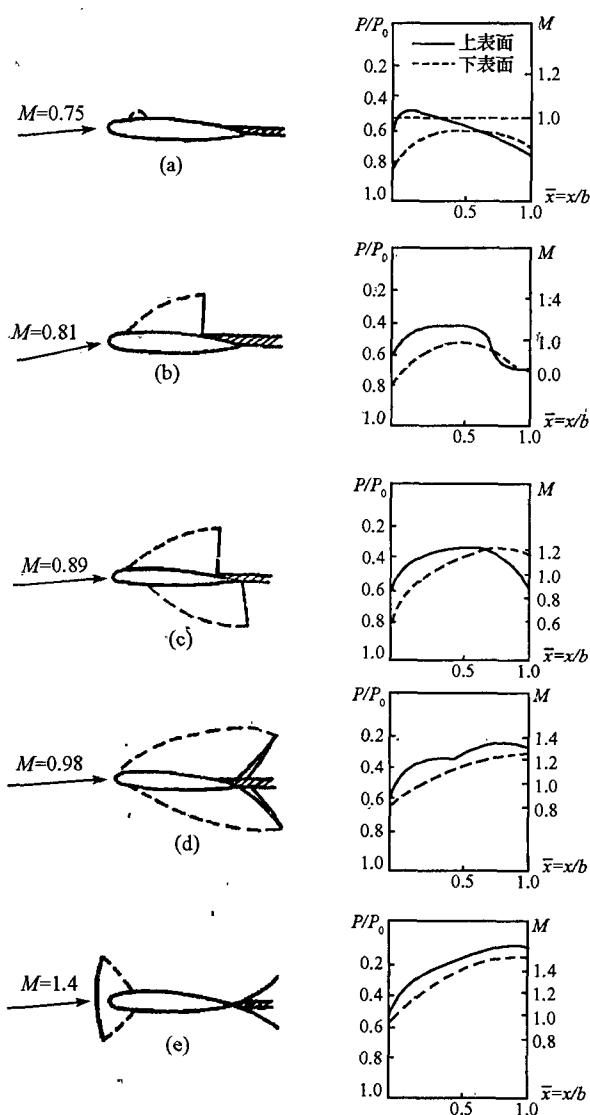 P/P₀ M
上表面
下表面
0.2 1.2
0.4
M=0.75 1.0
0.6
(a)
0.8
1.0 x̄=x/b
0.5 1.0
P/P₀ M
0.2 1:4
M=0.81 0.4
1.0
0.6
(b) 0.0
0.8
1.0 x̄=x/b
0.5 1.0
P/P₀ M
0.2
M=0.89 0.4 1.2
1.0
0.6 0.8
0.8 0.6
(c)
1.0 x̄=x/b
0.5 1.0
P/P₀ M
0.2 1.4
M=0.98 0.4 1.2
1.0
0.6 0.8
(d) 0.8
1.0 x̄=x/b
0.5 1.0
P/P₀ M
0.2
1.4
M=1.4 0.4 1.2
0.6 1.0
(e) 0.8
0.8
1.0 x̄=x/b
0.5 1.0